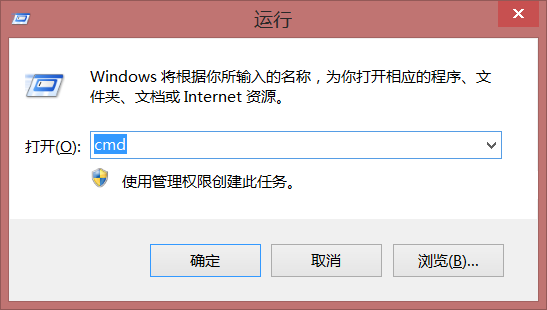 运行
Windows 将根据你所输入的名称，为你打开相应的程序、文
件夹、文档或 Internet 资源。
打开(O): cmd
使用管理权限创建此任务。
确定 取消 浏览(B)...